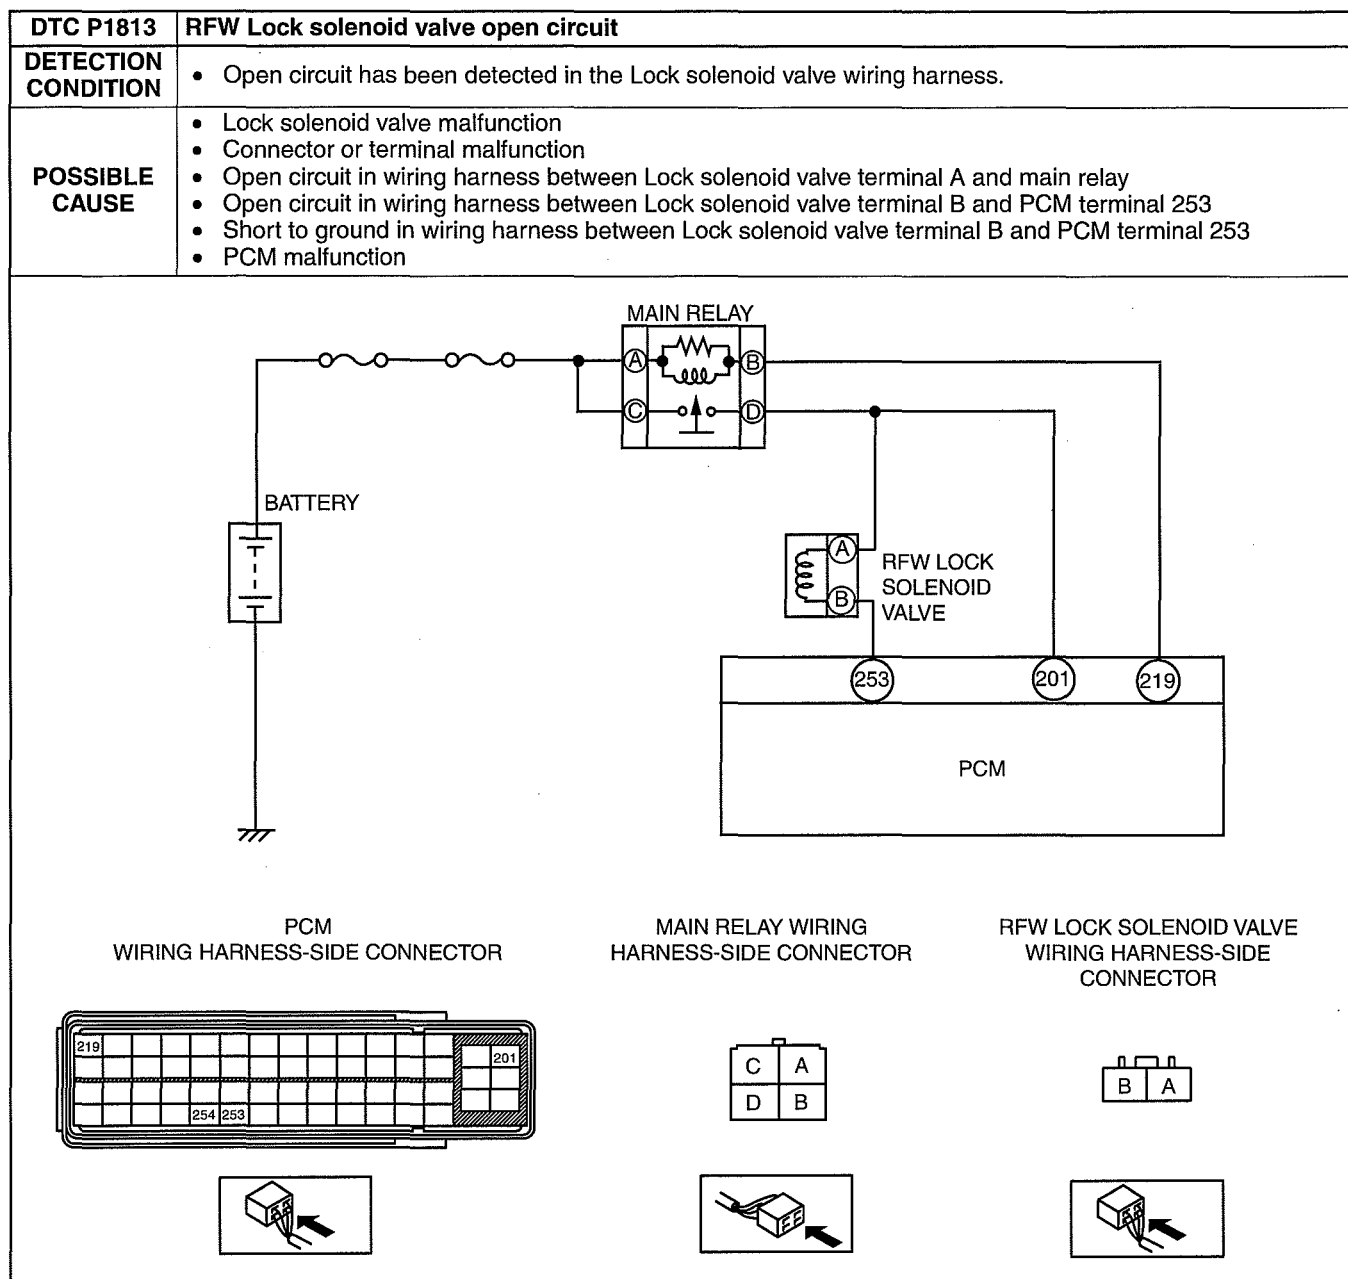 DTC P1813 RFW Lock solenoid valve open circuit
DETECTION CONDITION
• Open circuit has been detected in the Lock solenoid valve wiring harness.
POSSIBLE CAUSE
• Lock solenoid valve malfunction
• Connector or terminal malfunction
• Open circuit in wiring harness between Lock solenoid valve terminal A and main relay
• Open circuit in wiring harness between Lock solenoid valve terminal B and PCM terminal 253
• Short to ground in wiring harness between Lock solenoid valve terminal B and PCM terminal 253
• PCM malfunction
MAIN RELAY
A B
C D
BATTERY
A
B
RFW LOCK
SOLENOID
VALVE
253 201 219
PCM
PCM
WIRING HARNESS-SIDE CONNECTOR
219
201
254 253
MAIN RELAY WIRING
HARNESS-SIDE CONNECTOR
C A
D B
RFW LOCK SOLENOID VALVE
WIRING HARNESS-SIDE
CONNECTOR
B A